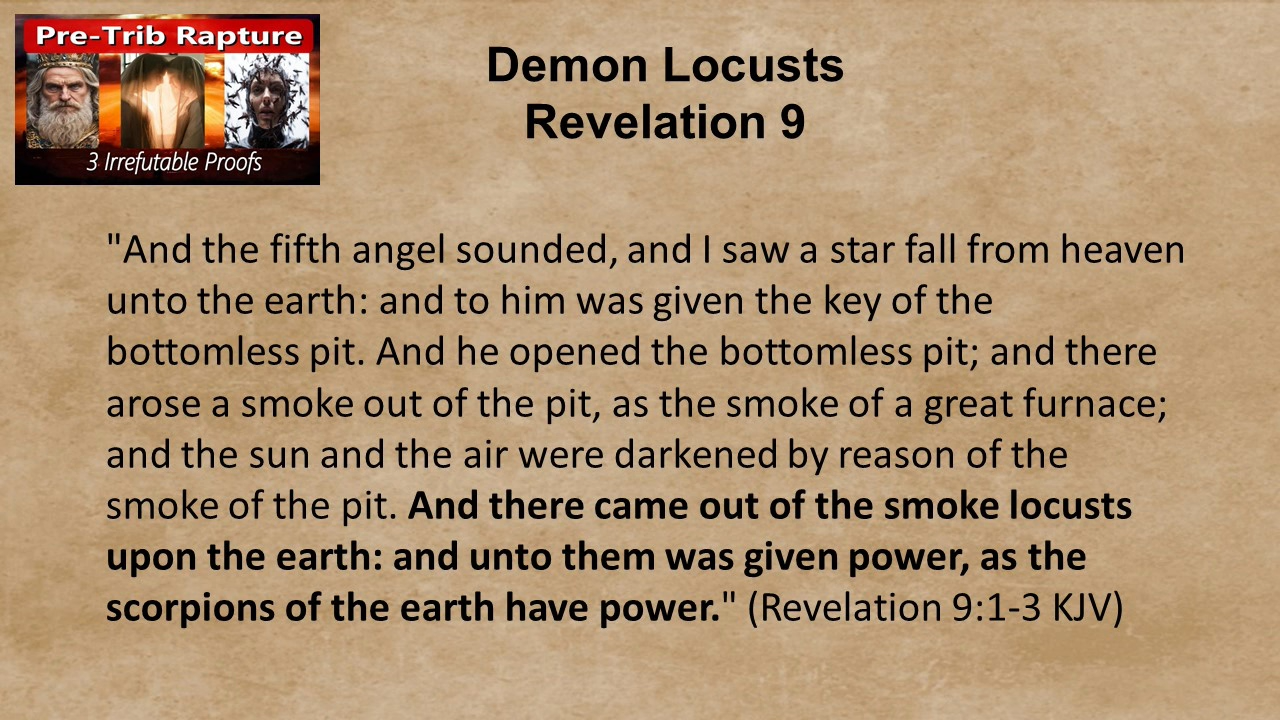 Pre-Trib Rapture
3 Irrefutable Proofs
Demon Locusts
Revelation 9
"And the fifth angel sounded, and I saw a star fall from heaven
unto the earth: and to him was given the key of the
bottomless pit. And he opened the bottomless pit; and there
arose a smoke out of the pit, as the smoke of a great furnace;
and the sun and the air were darkened by reason of the
smoke of the pit. And there came out of the smoke locusts
upon the earth: and unto them was given power, as the
scorpions of the earth have power." (Revelation 9:1-3 KJV)